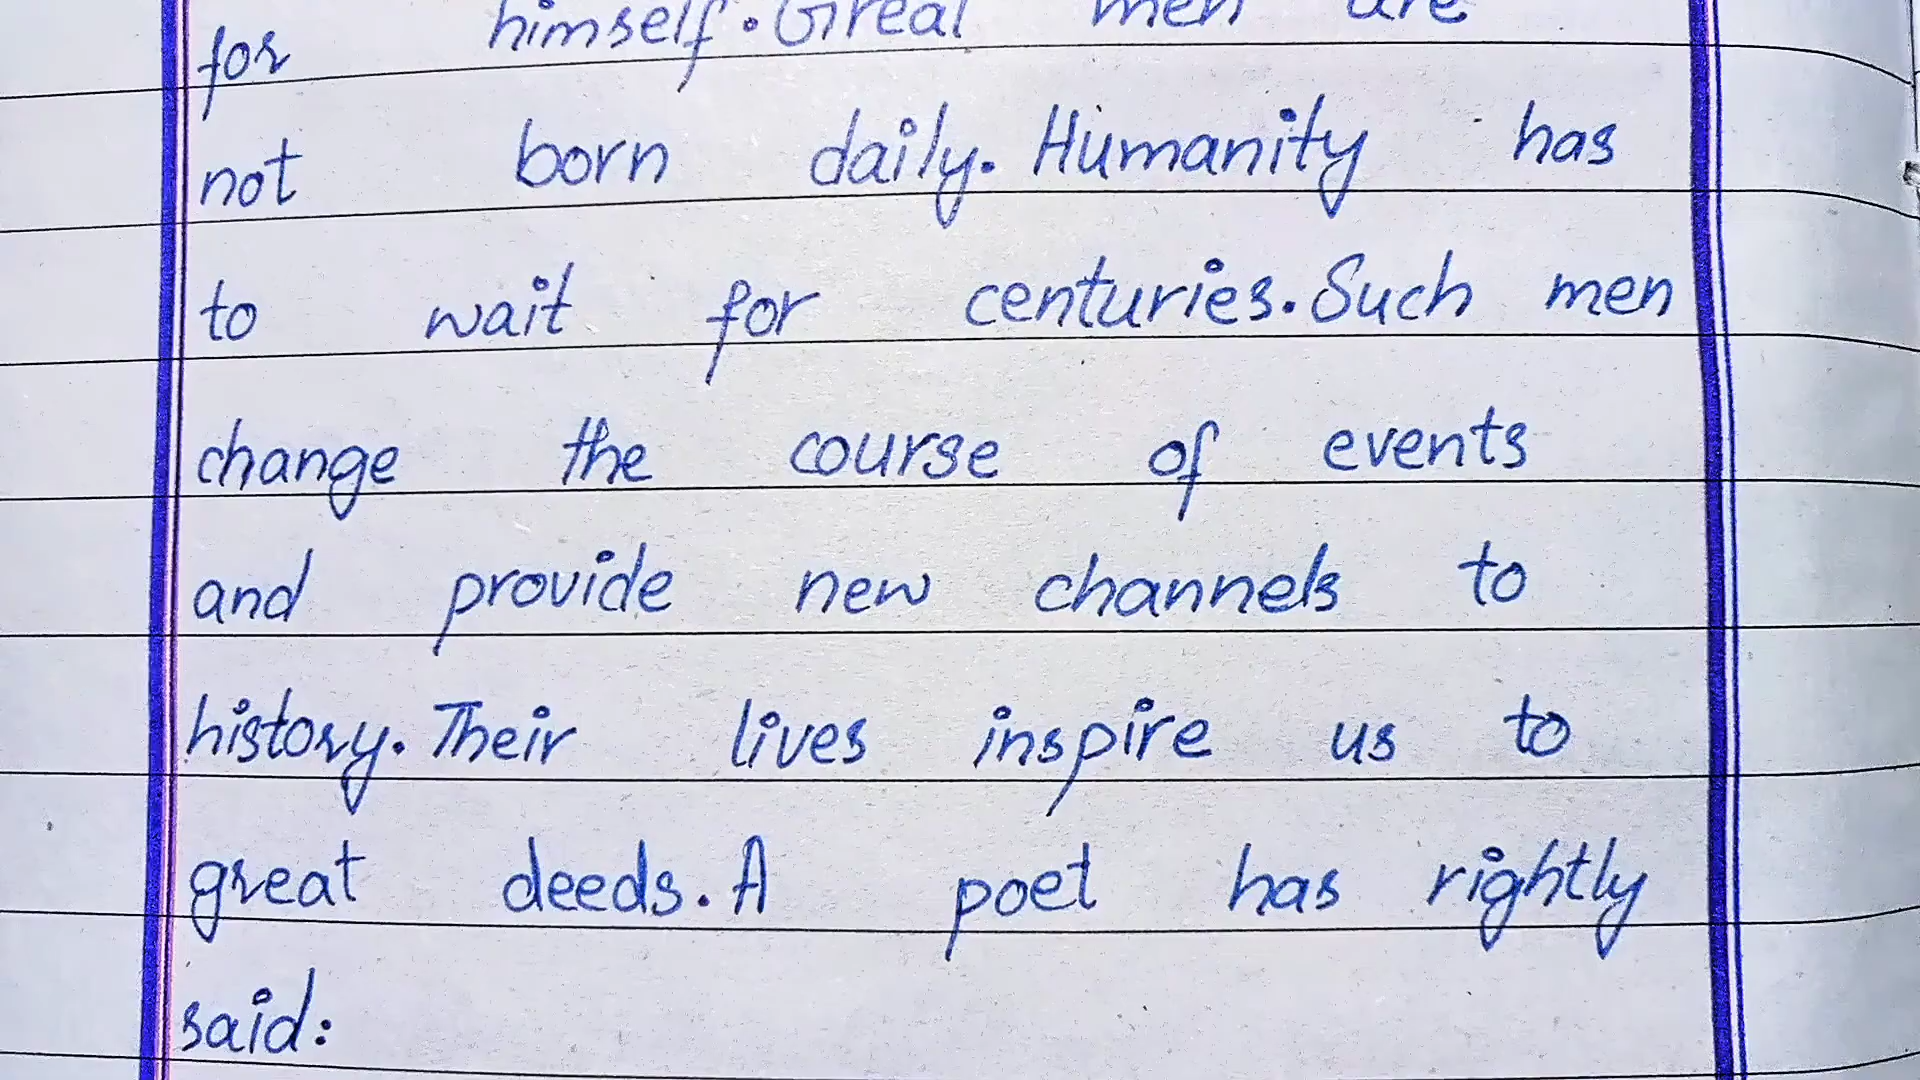 for himself. Great men are
not born daily. Humanity has
to wait for centuries. Such men
change the course of events
and provide new channels to
history. Their lives inspire us to
great deeds. A poet has rightly
said: